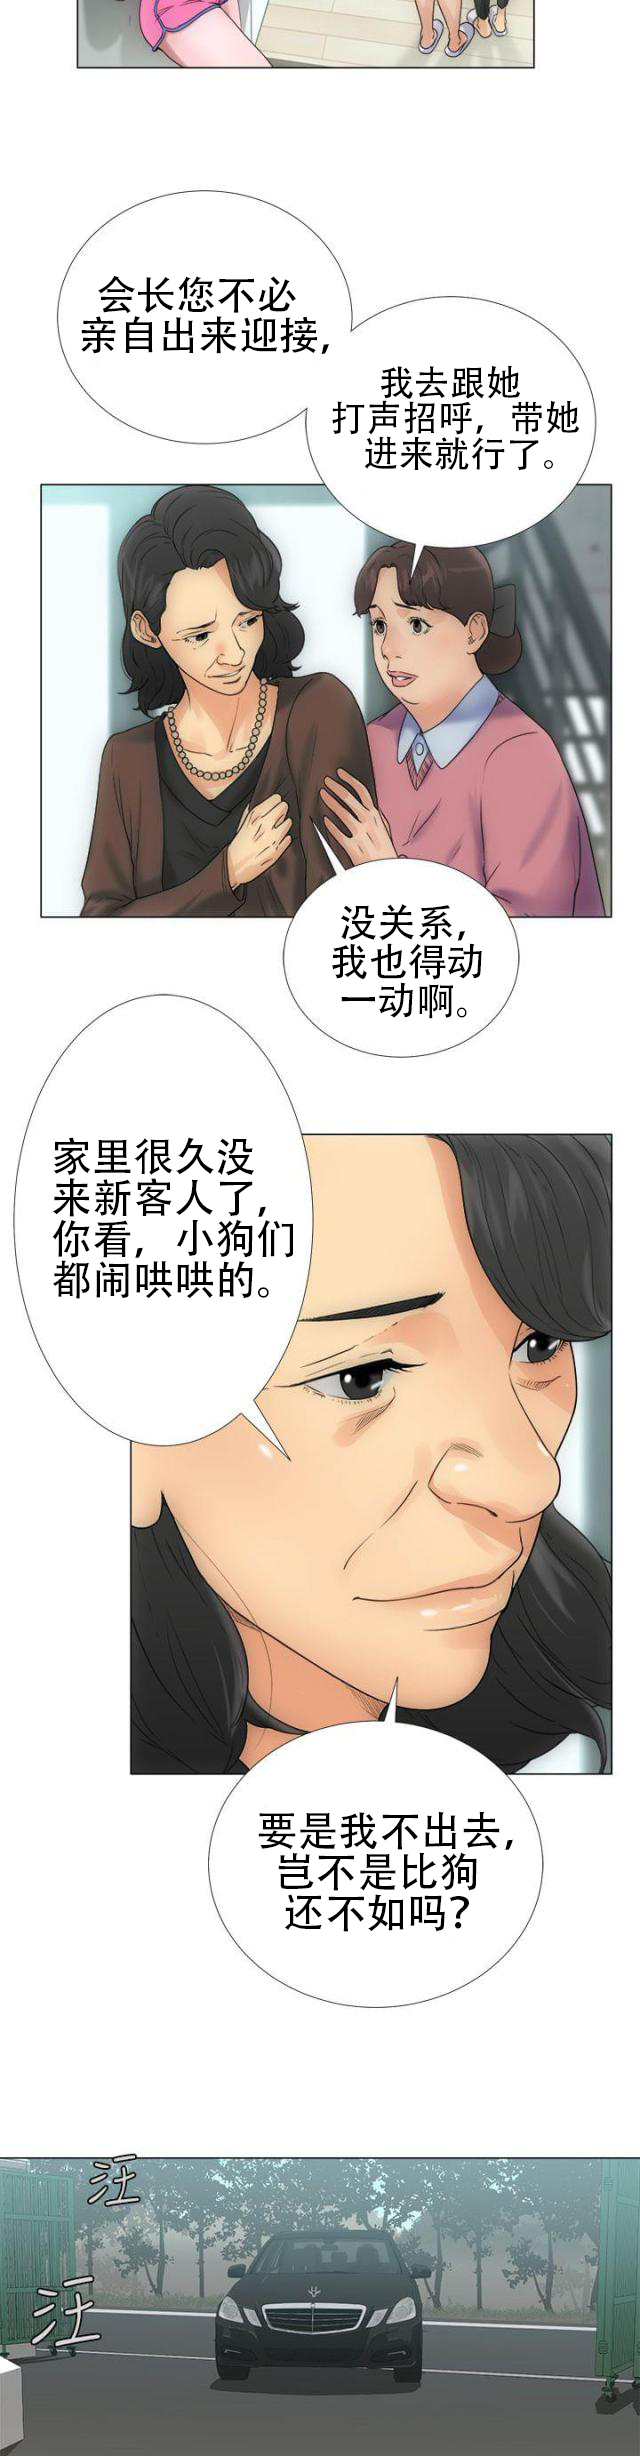 会长您不必
亲自出来迎接,
我去跟她
打声招呼, 带她
进来就行了。
没关系,
我也得动
一动啊。
家里很久没
来新客人了,
你看, 小狗们
都闹哄哄的。
要是我不出去,
岂不是比狗
还不如吗?
汪
汪